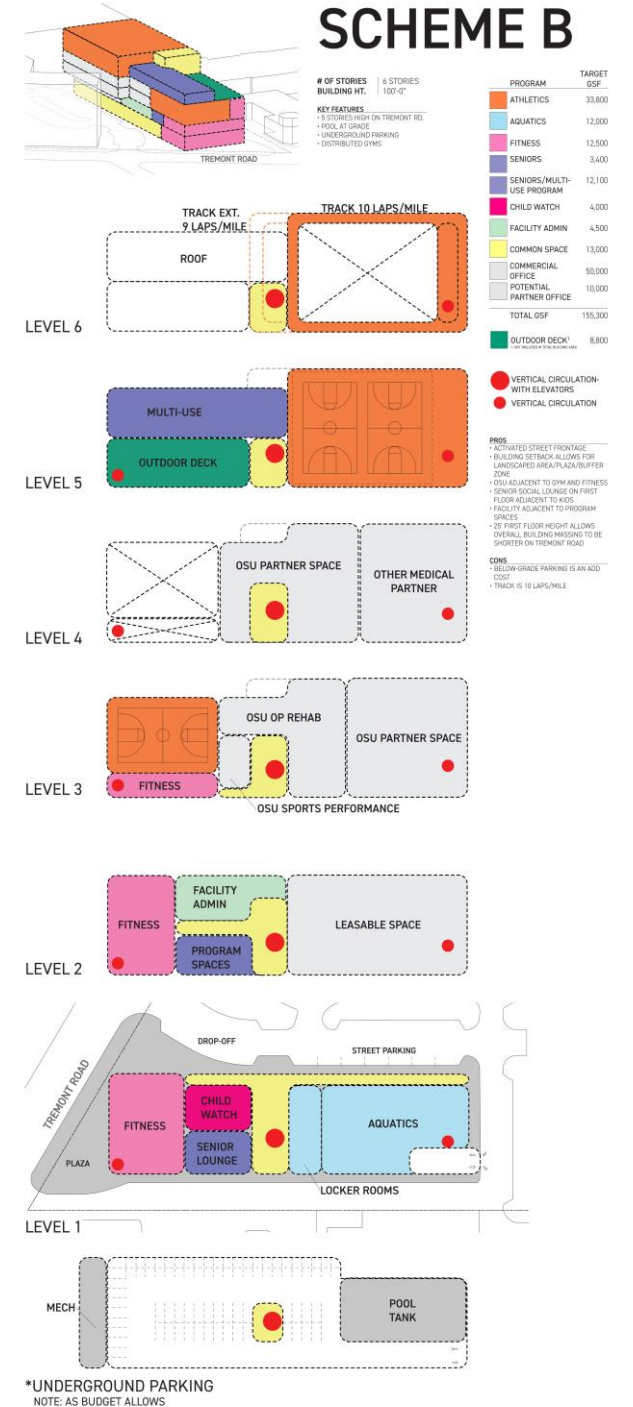 SCHEME B
# OF STORIES 6 STORIES
BUILDING HT. 100'-0"
KEY FEATURES
• 5 STORIES HIGH ON TREMONT RD.
• POOL AT GRADE
• UNDERGROUND PARKING
• DISTRIBUTED GYMS
TREMONT ROAD
PROGRAM TARGET GSF
ATHLETICS 33,800
AQUATICS 12,000
FITNESS 12,500
SENIORS 3,400
SENIORS/MULTI-
USE PROGRAM 12,100
CHILD WATCH 4,000
FACILITY ADMIN 4,500
COMMON SPACE 13,000
COMMERCIAL
OFFICE 50,000
POTENTIAL
PARTNER OFFICE 10,000
TOTAL GSF 155,300
OUTDOOR DECK¹ 8,800
VERTICAL CIRCULATION-
WITH ELEVATORS
VERTICAL CIRCULATION
PROS
• ACTIVATED STREET FRONTAGE
• BUILDING SETBACK ALLOWS FOR
LANDSCAPED AREA/PLAZA/BUFFER
ZONE
• OSU ADJACENT TO GYM AND FITNESS
• SENIOR SOCIAL LOUNGE ON FIRST
FLOOR ADJACENT TO KIDS
• FACILITY ADJACENT TO PROGRAM
SPACES
• 25' FIRST FLOOR HEIGHT ALLOWS
OVERALL BUILDING MASSING TO BE
SHORTER ON TREMONT ROAD
CONS
• BELOW-GRADE PARKING IS AN ADD
COST
• TRACK IS 10 LAPS/MILE
TRACK EXT.
9 LAPS/MILE
TRACK 10 LAPS/MILE
ROOF
LEVEL 6
MULTI-USE
OUTDOOR DECK
LEVEL 5
OSU PARTNER SPACE
OTHER MEDICAL
PARTNER
LEVEL 4
OSU OP REHAB
OSU PARTNER SPACE
FITNESS
OSU SPORTS PERFORMANCE
LEVEL 3
FACILITY
ADMIN
FITNESS
PROGRAM
SPACES
LEASABLE SPACE
LEVEL 2
DROP-OFF
STREET PARKING
TREMONT ROAD
CHILD
WATCH
FITNESS
SENIOR
LOUNGE
AQUATICS
PLAZA
LOCKER ROOMS
LEVEL 1
MECH
POOL
TANK
*UNDERGROUND PARKING
NOTE: AS BUDGET ALLOWS